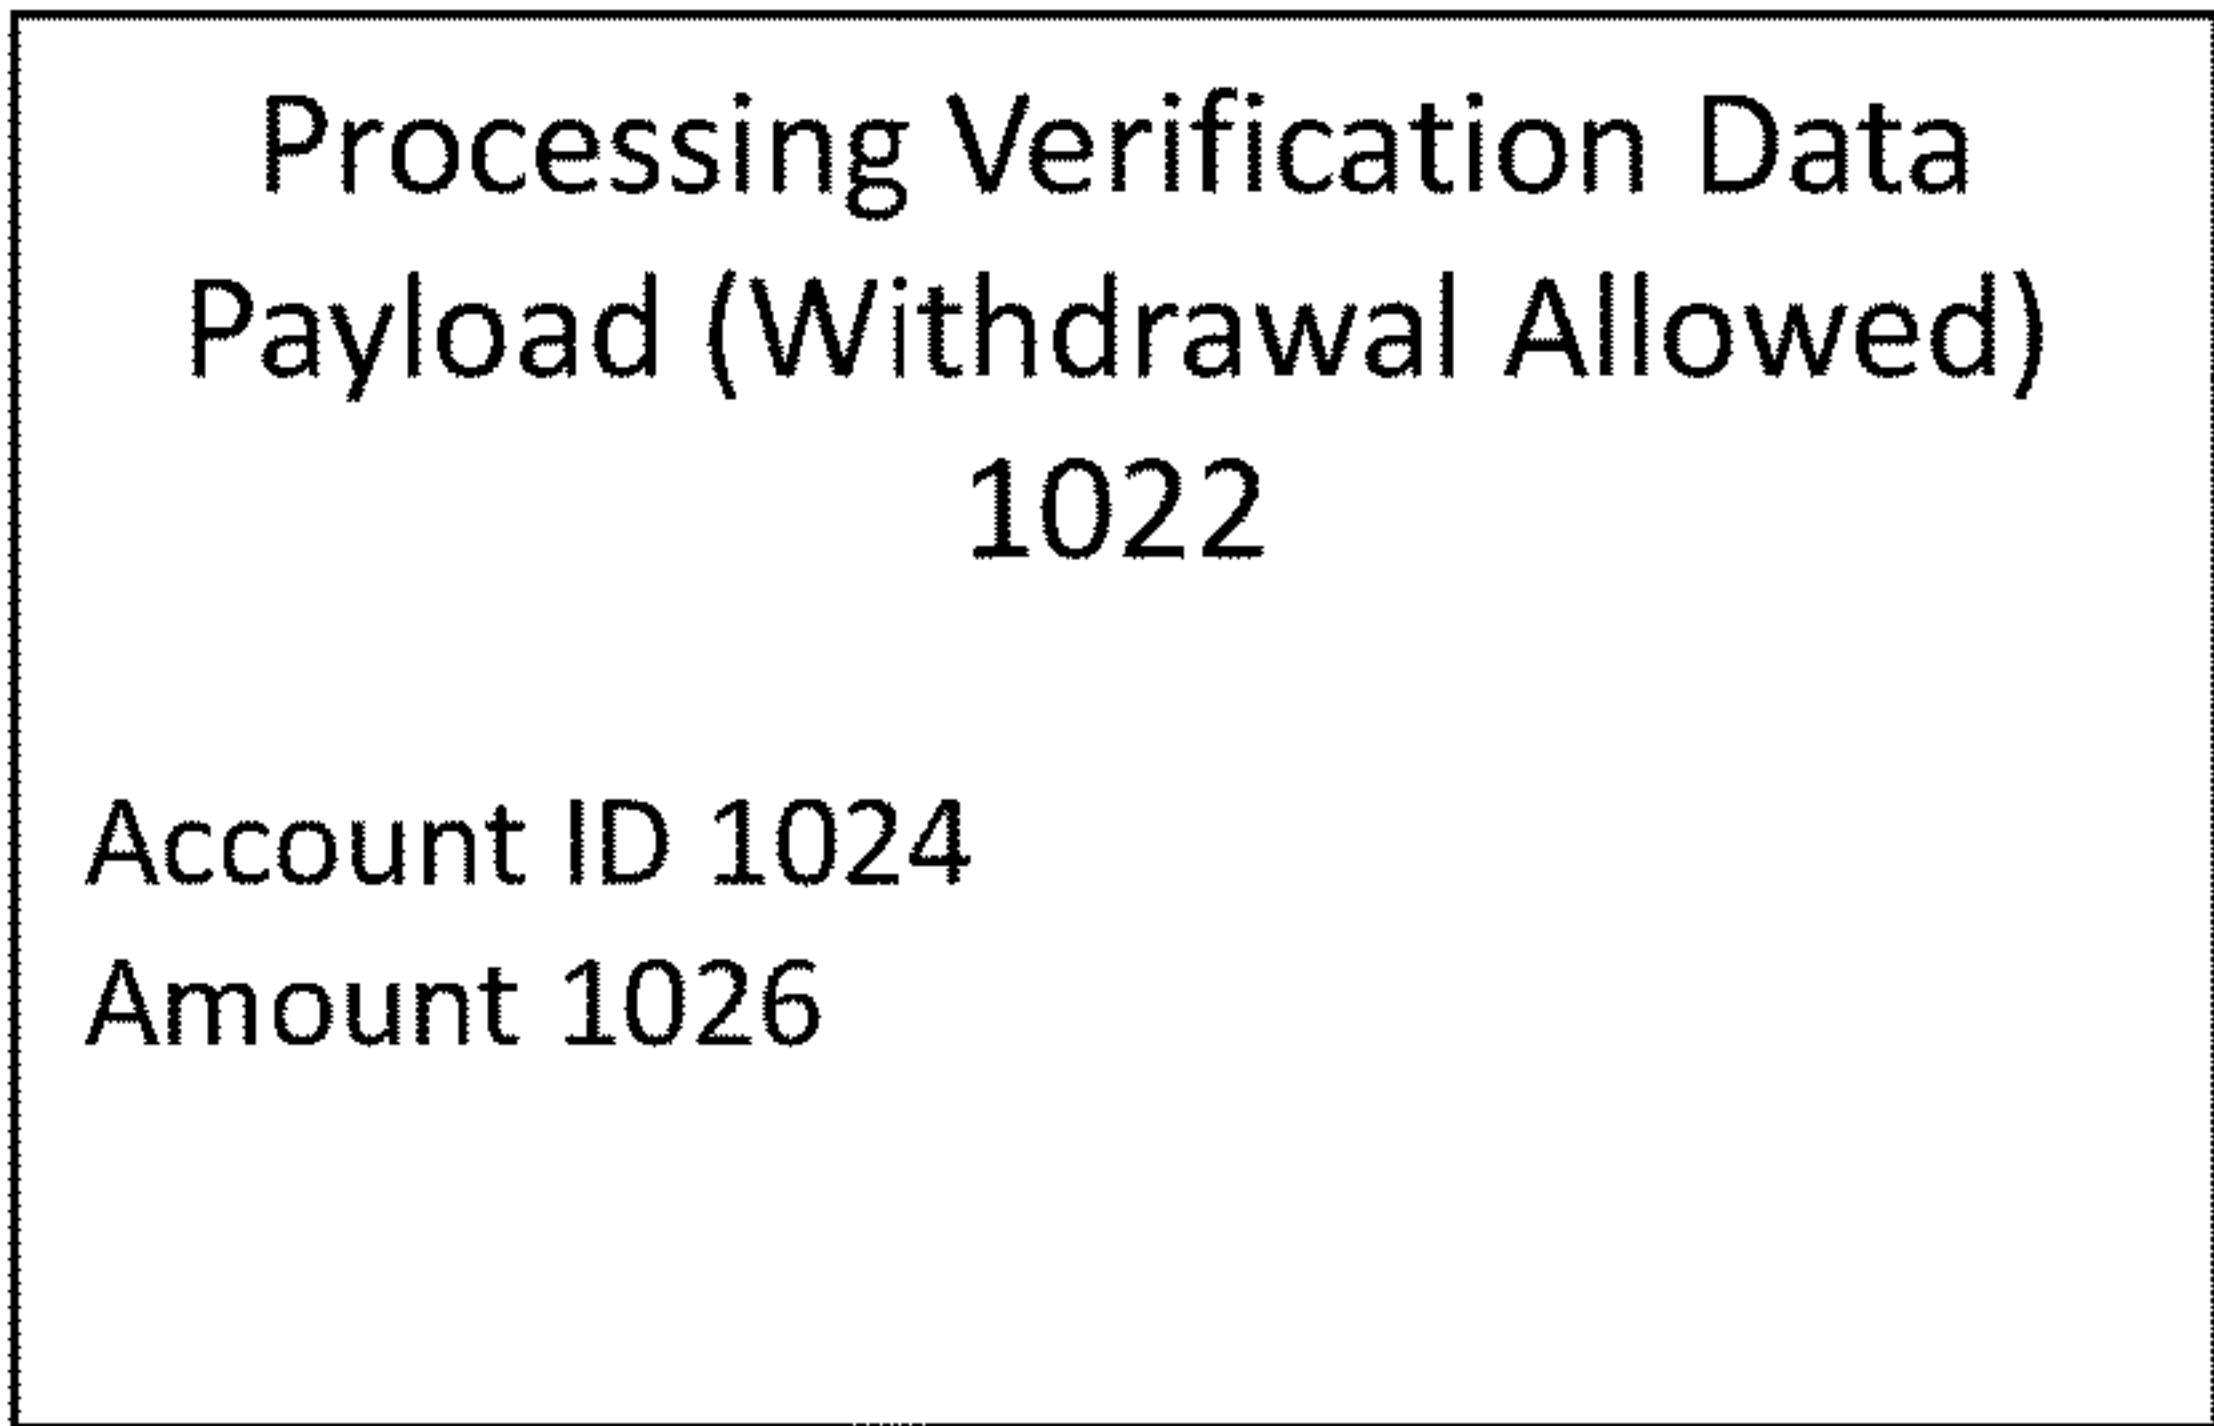 Processing Verification Data
Payload (Withdrawal Allowed)
1022
Account ID 1024
Amount 1026